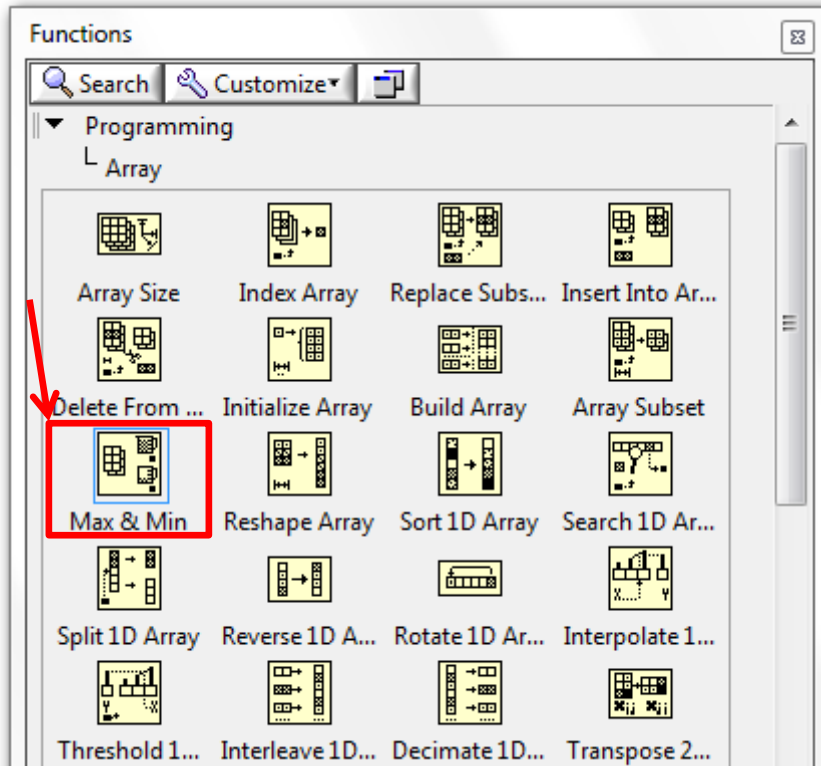 Functions
Search Customize
Programming
Array
Array Size Index Array Replace Subs... Insert Into Ar...
Delete From ... Initialize Array Build Array Array Subset
Max & Min Reshape Array Sort 1D Array Search 1D Ar...
Split 1D Array Reverse 1D A... Rotate 1D Ar... Interpolate 1...
Threshold 1... Interleave 1D... Decimate 1D... Transpose 2...